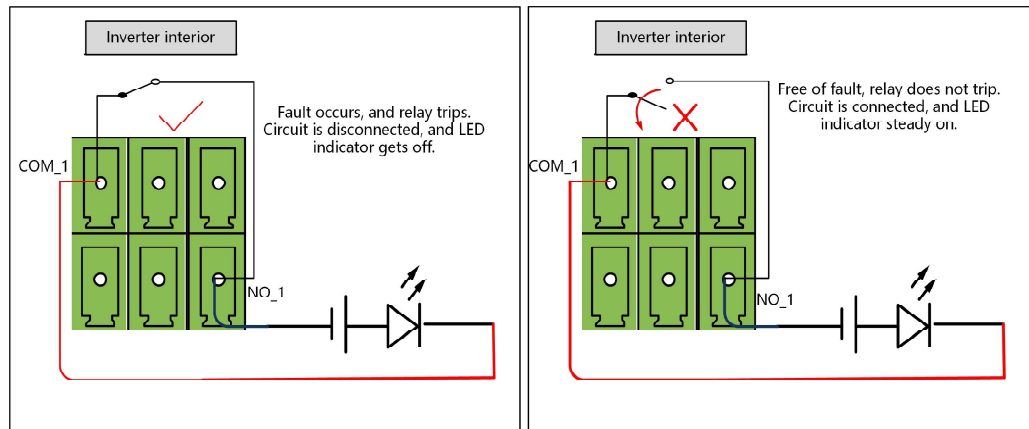 Inverter interior
Fault occurs, and relay trips.
Circuit is disconnected, and LED
indicator gets off.
COM_1
NO_1
Inverter interior
Free of fault, relay does not trip.
Circuit is connected, and LED
indicator steady on.
COM_1
NO_1